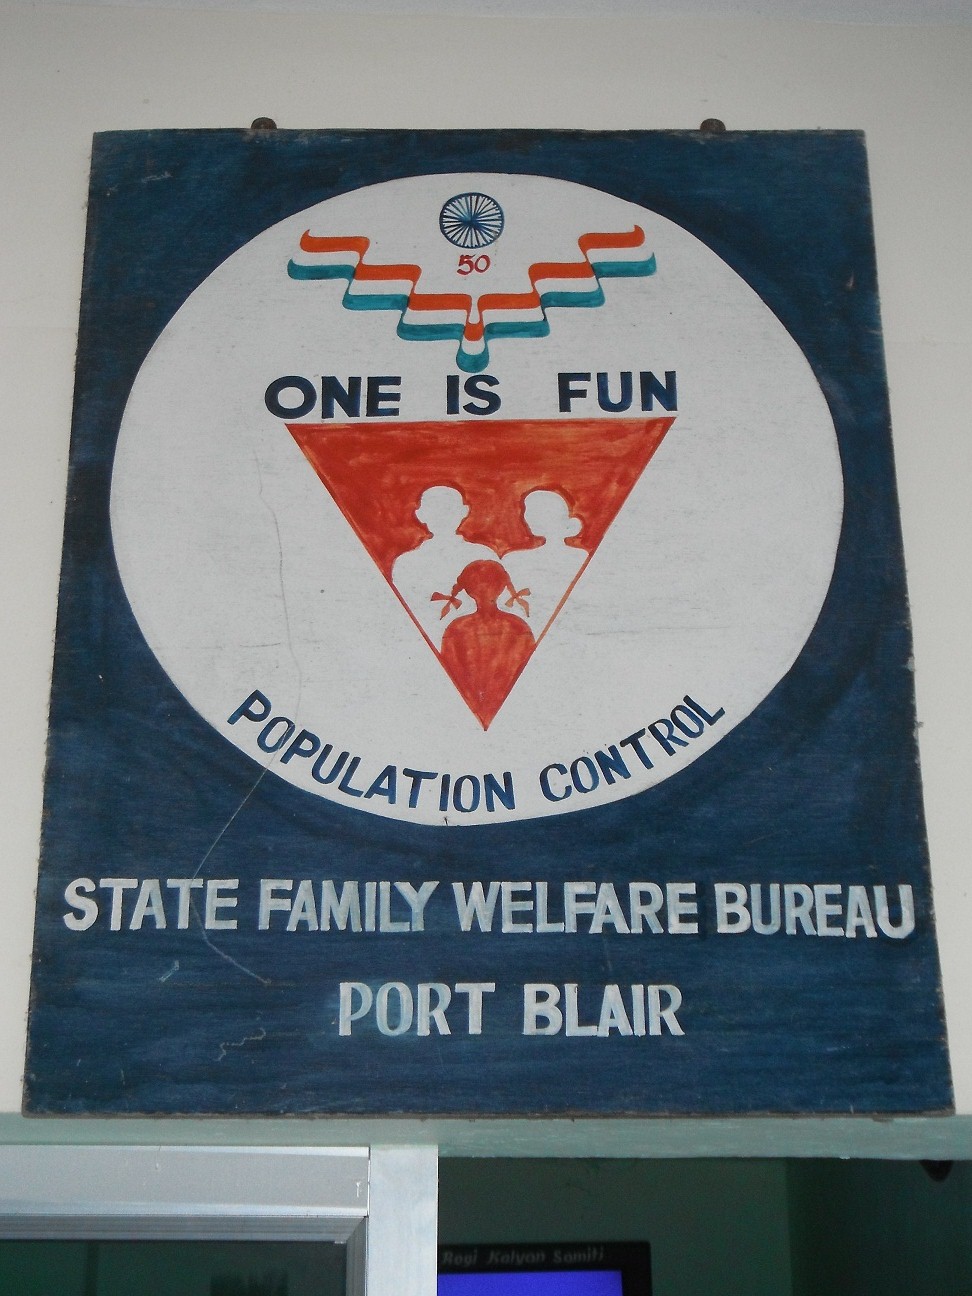 50
ONE IS FUN
POPULATION CONTROL
STATE FAMILY WELFARE BUREAU
PORT BLAIR
Rogi Kalyan Samiti